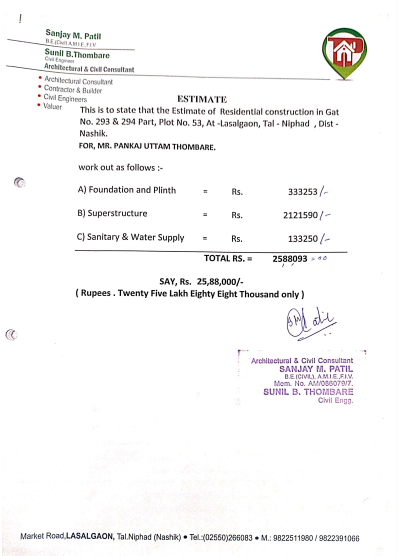 Sanjay M. Patil
B.E.(Civil) A.M.I.E.,F.I.V
Sunil B.Thombare
Civil Engineer
Architectural & Civil Consultant
• Architectural Consultant
• Contractor & Builder
• Civil Engineers
• Valuer
ESTIMATE
This is to state that the Estimate of Residential construction in Gat
No. 293 & 294 Part, Plot No. 53, At -Lasalgaon, Tal - Niphad , Dist -
Nashik.
FOR, MR. PANKAJ UTTAM THOMBARE.
work out as follows :-
A) Foundation and Plinth = Rs. 333253/-
B) Superstructure = Rs. 2121590/-
C) Sanitary & Water Supply = Rs. 133250/-
TOTAL RS. = 2588093 =00
SAY, Rs. 25,88,000/-
( Rupees . Twenty Five Lakh Eighty Eight Thousand only )
Patil
Architectural & Civil Consultant
SANJAY M. PATIL
B.E.(CIVIL), A.M.I.E.,F.I.V.
Mem. No. AM/086079/7.
SUNIL B. THOMBARE
Civil Engg.
Market Road,LASALGAON, Tal.Niphad (Nashik) • Tel.:(02550)266083 • M.: 9822511980 / 9822391066